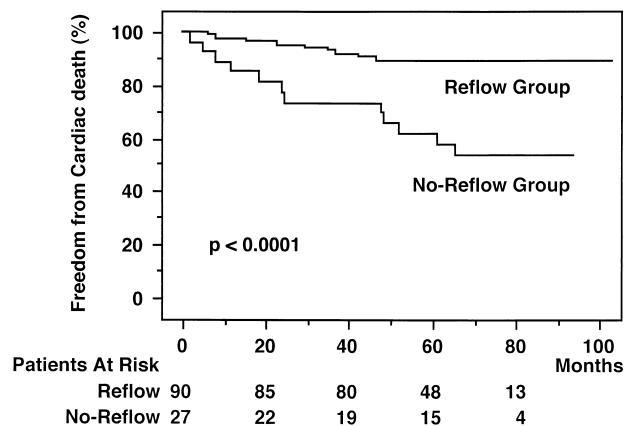 Freedom from Cardiac death (%)
100
80
60
40
20
0
Reflow Group
No-Reflow Group
p < 0.0001
0 20 40 60 80 100
Patients At Risk Months
Reflow 90 85 80 48 13
No-Reflow 27 22 19 15 4